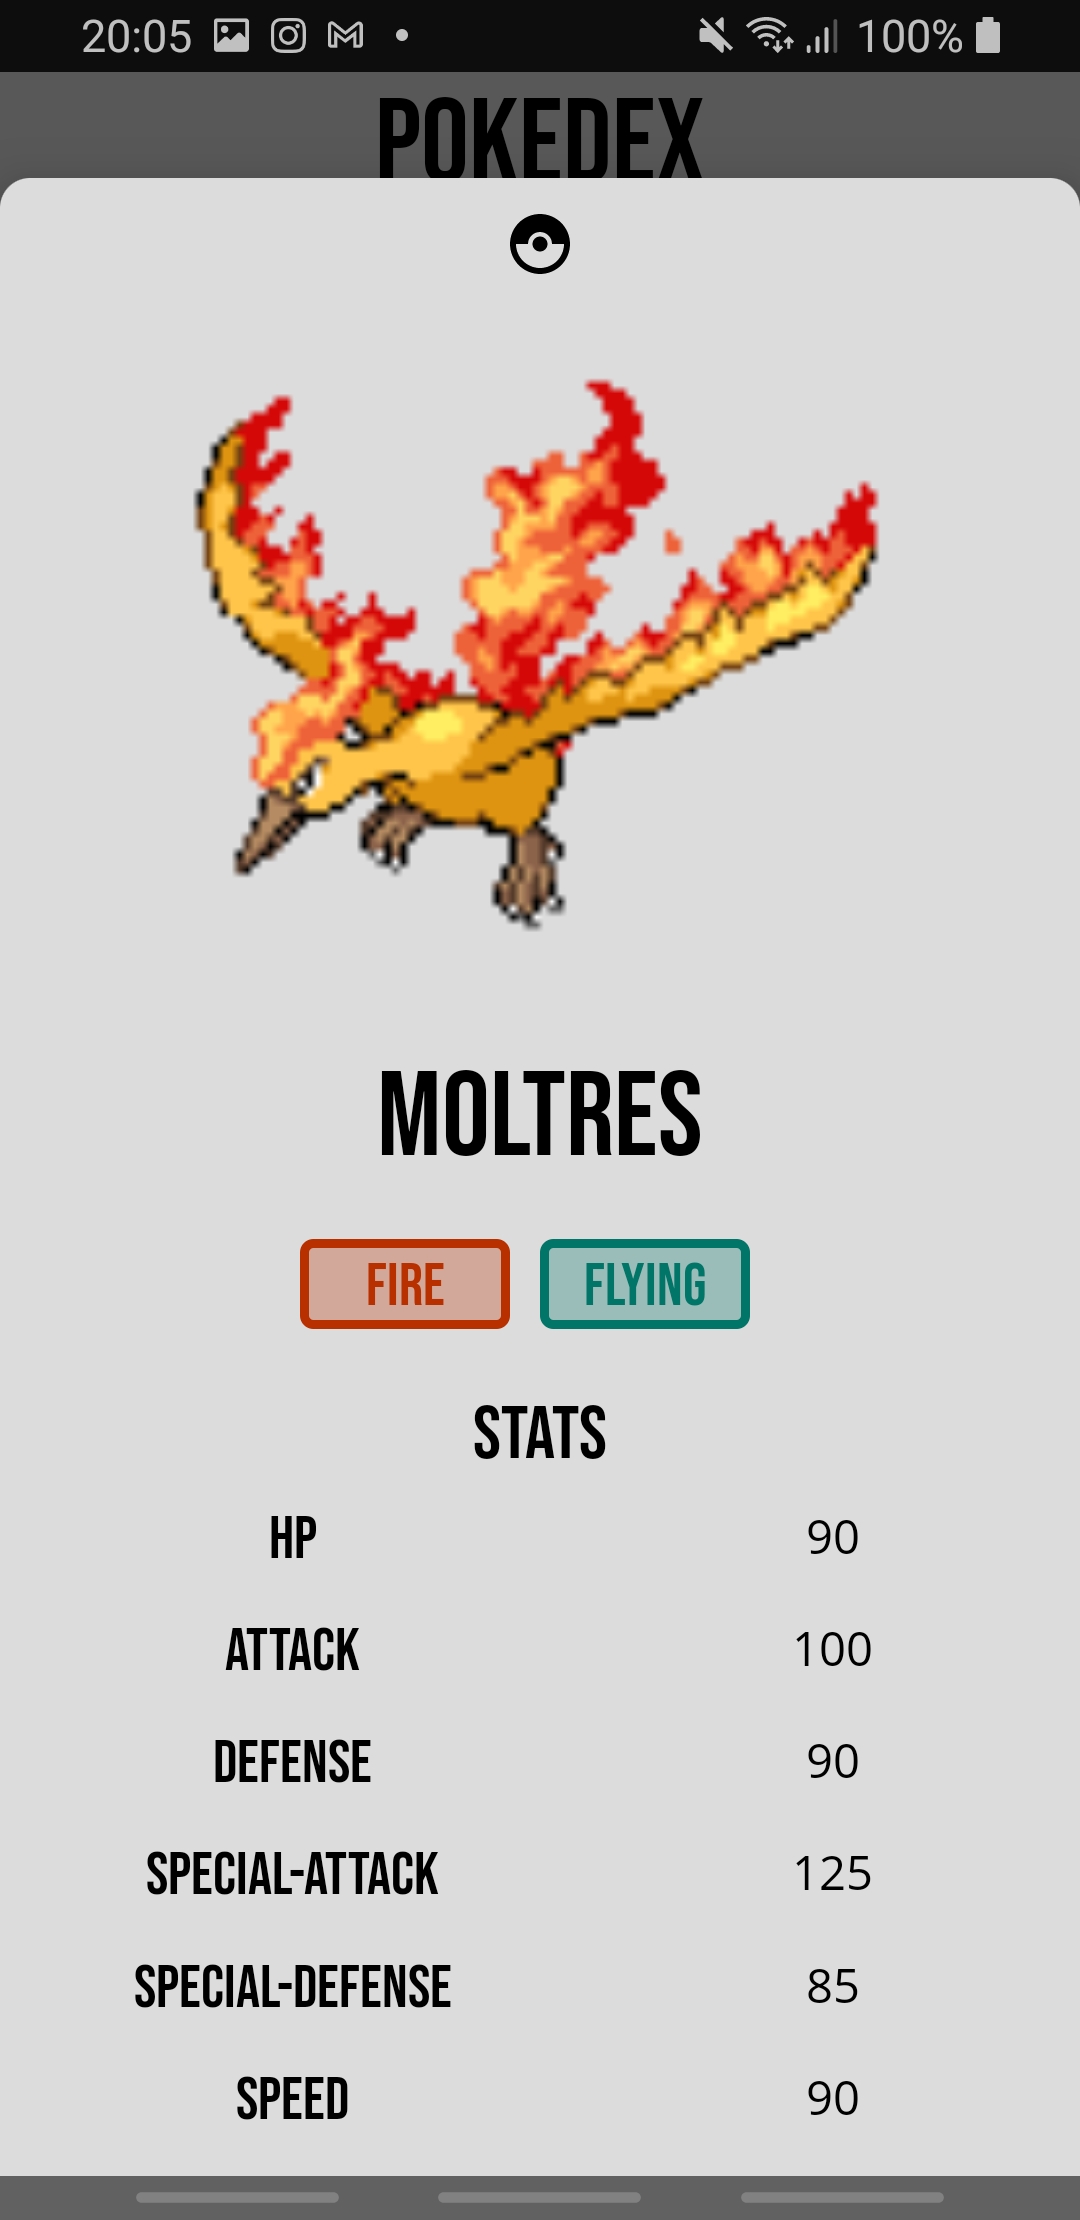 20:05 100%
POKEDEX
MOLTRES
FIRE FLYING
STATS
HP 90
ATTACK 100
DEFENSE 90
SPECIAL-ATTACK 125
SPECIAL-DEFENSE 85
SPEED 90